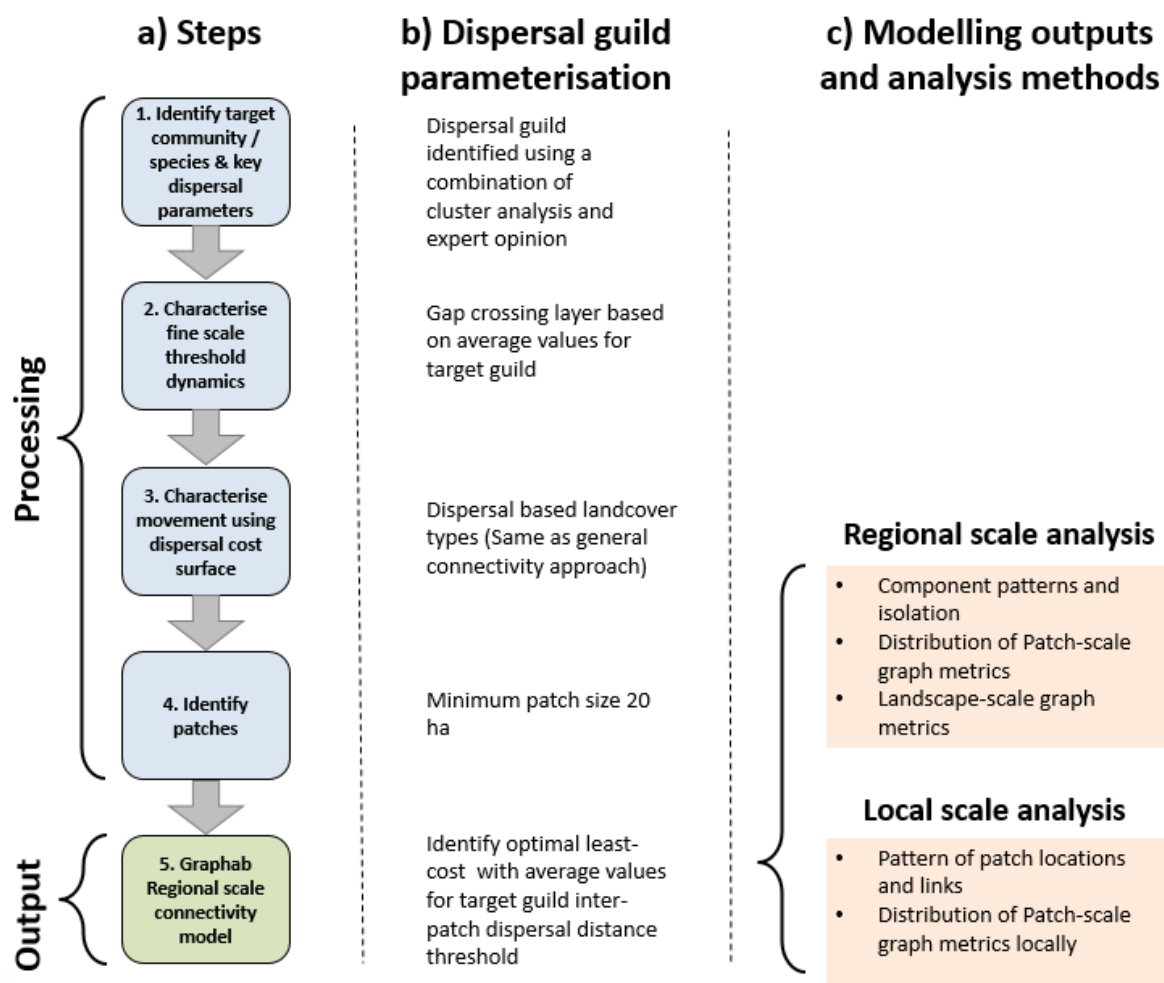 a) Steps
b) Dispersal guild
parameterisation
c) Modelling outputs
and analysis methods
Processing
1. Identify target
community /
species & key
dispersal
parameters
Dispersal guild
identified using a
combination of
cluster analysis and
expert opinion
2. Characterise
fine scale
threshold
dynamics
Gap crossing layer based
on average values for
target guild
3. Characterise
movement using
dispersal cost
surface
Dispersal based landcover
types (Same as general
connectivity approach)
4. Identify
patches
Minimum patch size 20
ha
Output
5. Graphab
Regional scale
connectivity
model
Identify optimal least-
cost with average values
for target guild inter-
patch dispersal distance
threshold
Regional scale analysis
• Component patterns and
isolation
• Distribution of Patch-scale
graph metrics
• Landscape-scale graph
metrics
Local scale analysis
• Pattern of patch locations
and links
• Distribution of Patch-scale
graph metrics locally